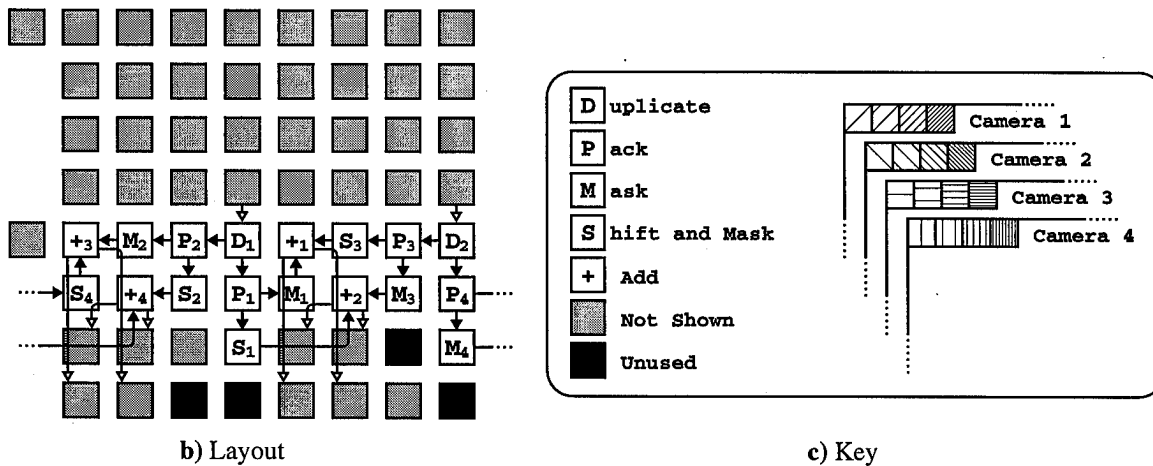 +3 M2 P2 D1 +1 S3 P3 D2
S4 +4 S2 P1 M1 +2 M3 P4
S1 M4
b) Layout
D uplicate
P ack
M ask
S hift and Mask
+ Add
Not Shown
Unused
Camera 1
Camera 2
Camera 3
Camera 4
c) Key